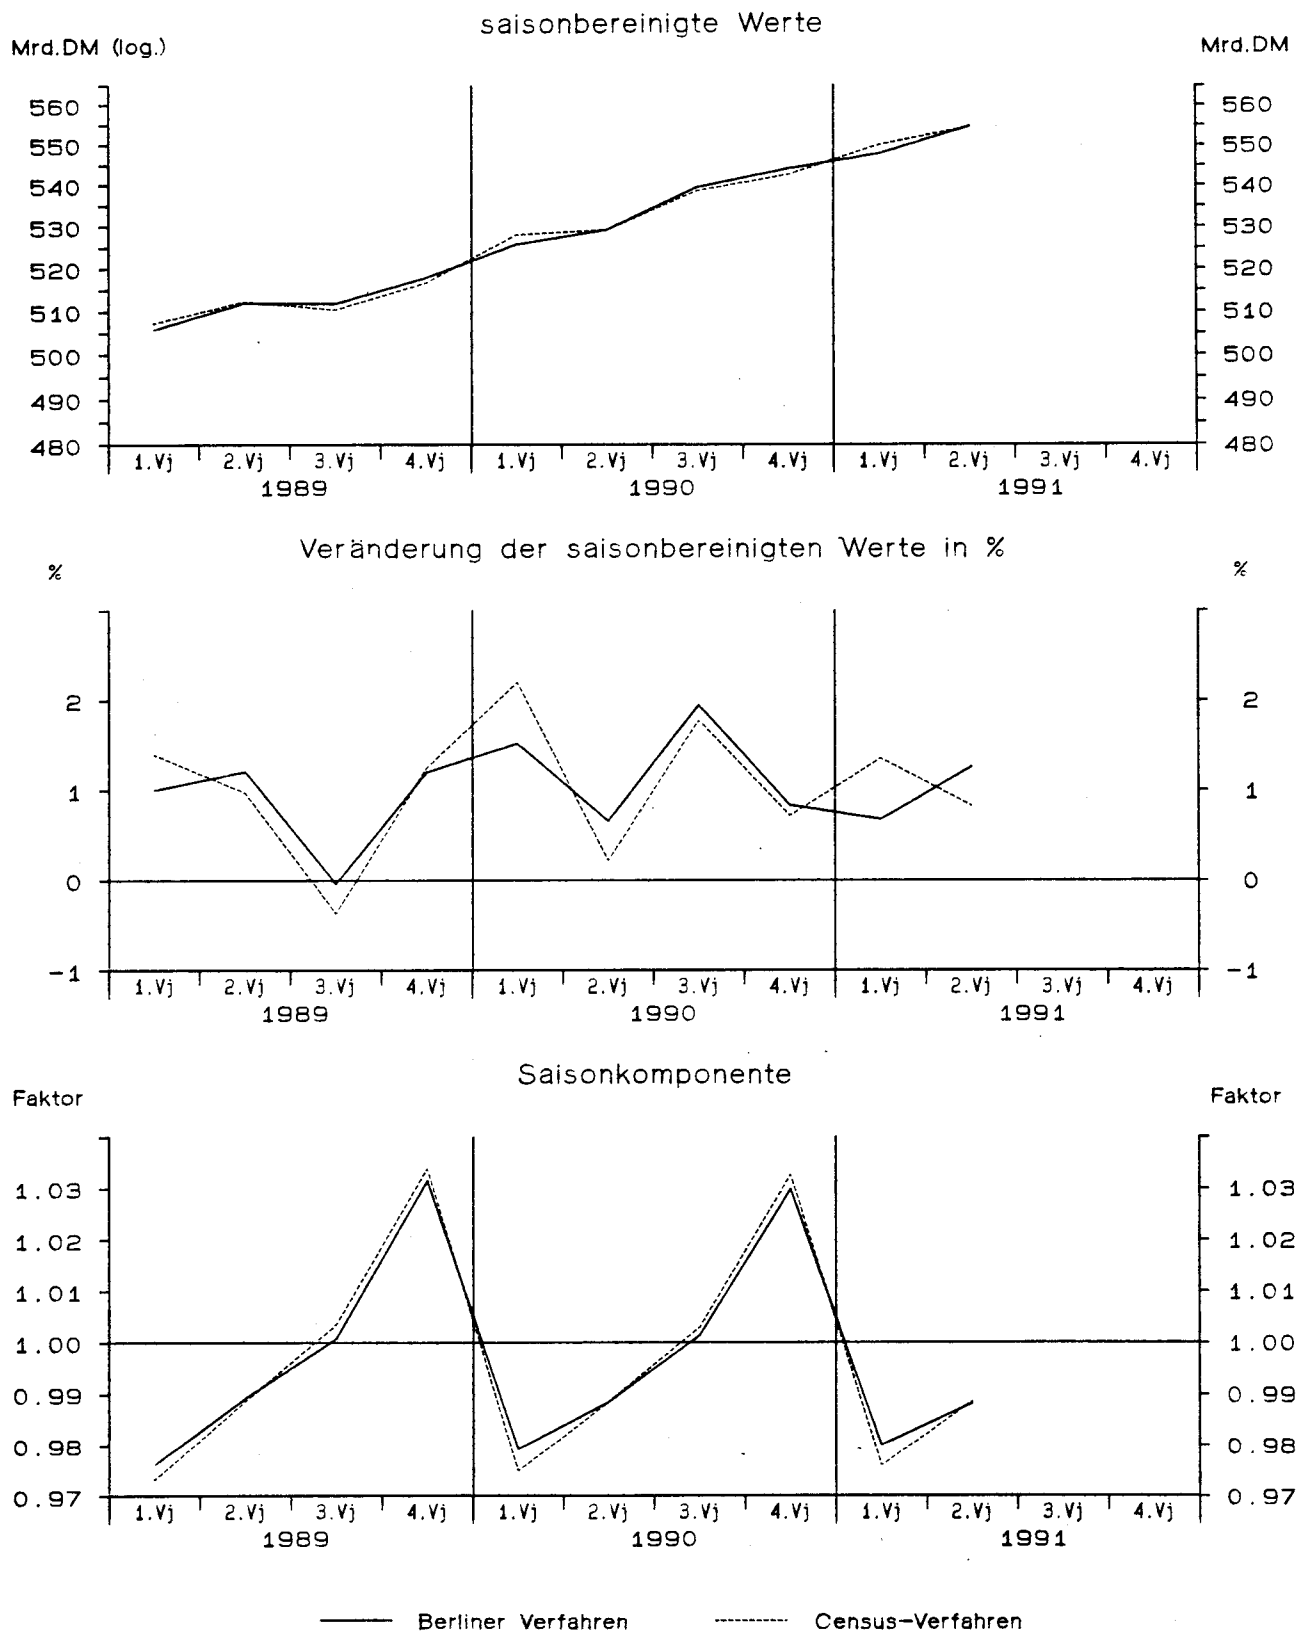 saisonbereinigte Werte
Mrd.DM (log.) Mrd.DM
560 560
550 550
540 540
530 530
520 520
510 510
500 500
490 490
480 480
1.Vj 2.Vj 3.Vj 4.Vj 1.Vj 2.Vj 3.Vj 4.Vj 1.Vj 2.Vj 3.Vj 4.Vj
1989 1990 1991
Veränderung der saisonbereinigten Werte in %
% %
2 2
1 1
0 0
-1 -1
1.Vj 2.Vj 3.Vj 4.Vj 1.Vj 2.Vj 3.Vj 4.Vj 1.Vj 2.Vj 3.Vj 4.Vj
1989 1990 1991
Saisonkomponente
Faktor Faktor
1.03 1.03
1.02 1.02
1.01 1.01
1.00 1.00
0.99 0.99
0.98 0.98
0.97 0.97
1.Vj 2.Vj 3.Vj 4.Vj 1.Vj 2.Vj 3.Vj 4.Vj 1.Vj 2.Vj 3.Vj 4.Vj
1989 1990 1991
Berliner Verfahren Census-Verfahren